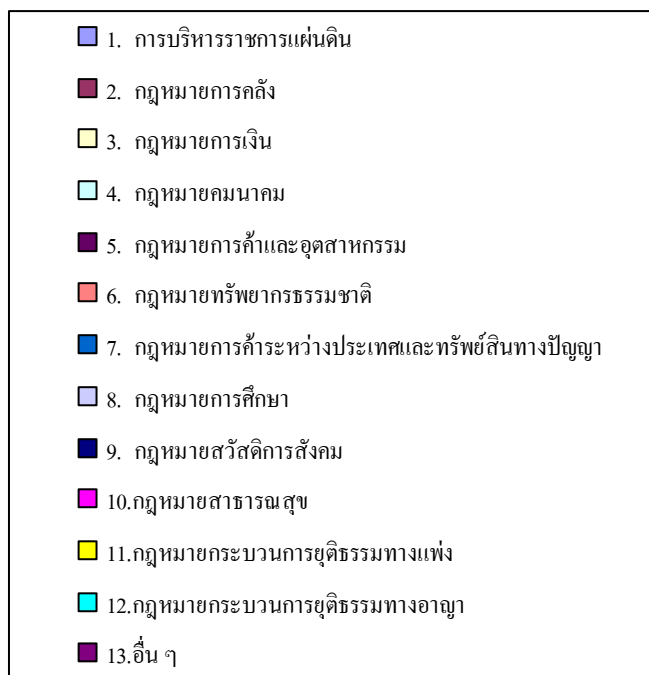 1. การบริหารราชการแผ่นดิน
2. กฎหมายการคลัง
3. กฎหมายการเงิน
4. กฎหมายคมนาคม
5. กฎหมายการค้าและอุตสาหกรรม
6. กฎหมายทรัพยากรธรรมชาติ
7. กฎหมายการค้าระหว่างประเทศและทรัพย์สินทางปัญญา
8. กฎหมายการศึกษา
9. กฎหมายสวัสดิการสังคม
10.กฎหมายสาธารณสุข
11.กฎหมายกระบวนการยุติธรรมทางแพ่ง
12.กฎหมายกระบวนการยุติธรรมทางอาญา
13.อื่น ๆ